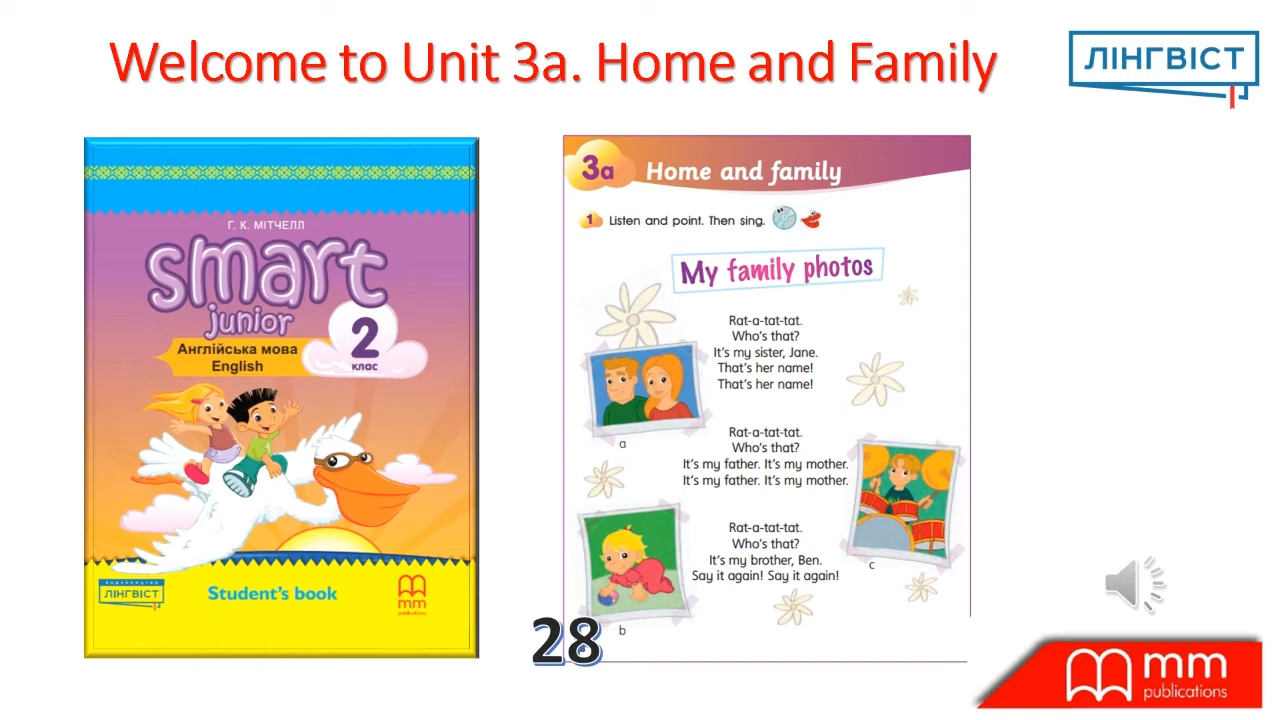 Welcome to Unit 3a. Home and Family
ЛІНГВІСТ
Г. К. МІТЧЕЛЛ
smart
junior
2
клас
Англійська мова
English
ВИДАВНИЦТВО
ЛІНГВІСТ
Student's book
mm
publications
3a Home and family
1 Listen and point. Then sing.
My family photos
Rat-a-tat-tat.
Who's that?
It's my sister, Jane.
That's her name!
That's her name!
a
Rat-a-tat-tat.
Who's that?
It's my father. It's my mother.
It's my father. It's my mother.
c
Rat-a-tat-tat.
Who's that?
It's my brother, Ben.
Say it again! Say it again!
b
28
mm
publications